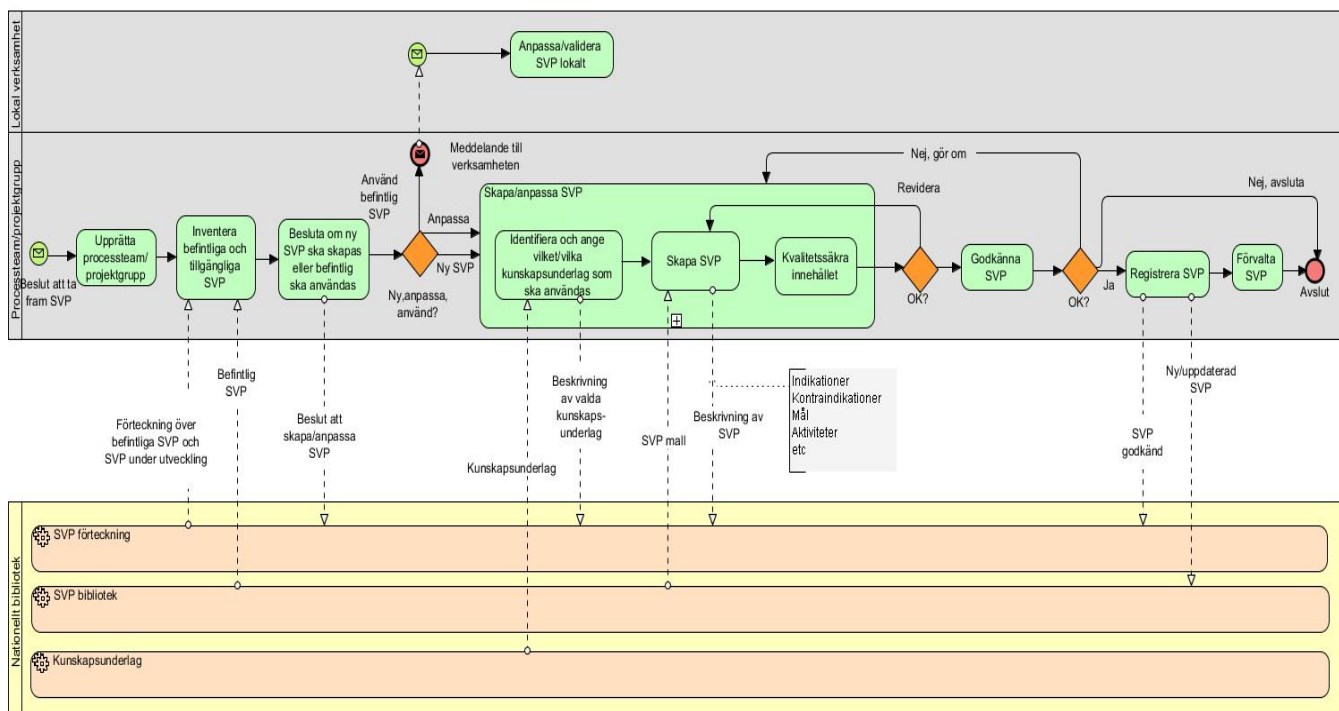 Lokal verksamhet
Anpassa/validera
SVP lokalt
Processteam/projektgrupp
Beslut att ta
fram SVP
Upprätta
processteam/
projektgrupp
Inventera
befintliga och
tillgängliga
SVP
Besluta om ny
SVP ska skapas
eller befintlig
ska användas
Använd
befintlig
SVP
Meddelande till
verksamheten
Anpassa
Ny SVP
Ny,anpassa,
använd?
Skapa/anpassa SVP
Identifiera och ange
vilket/vilka
kunskapsunderlag som
ska användas
Skapa SVP
Kvalitetssäkra
innehållet
Revidera
Nej, gör om
OK?
Godkänna
SVP
OK?
Nej, avsluta
Ja
Registrera SVP
Förvalta
SVP
Avslut
Förteckning över
befintliga SVP och
SVP under utveckling
Befintlig
SVP
Beslut att
skapa/anpassa
SVP
Kunskapsunderlag
Beskrivning
av valda
kunskaps-
underlag
SVP mall
Beskrivning av
SVP
Indikationer
Kontraindikationer
Mål
Aktiviteter
etc
SVP
godkänd
Ny/uppdaterad
SVP
Nationellt bibliotek
SVP förteckning
SVP bibliotek
Kunskapsunderlag